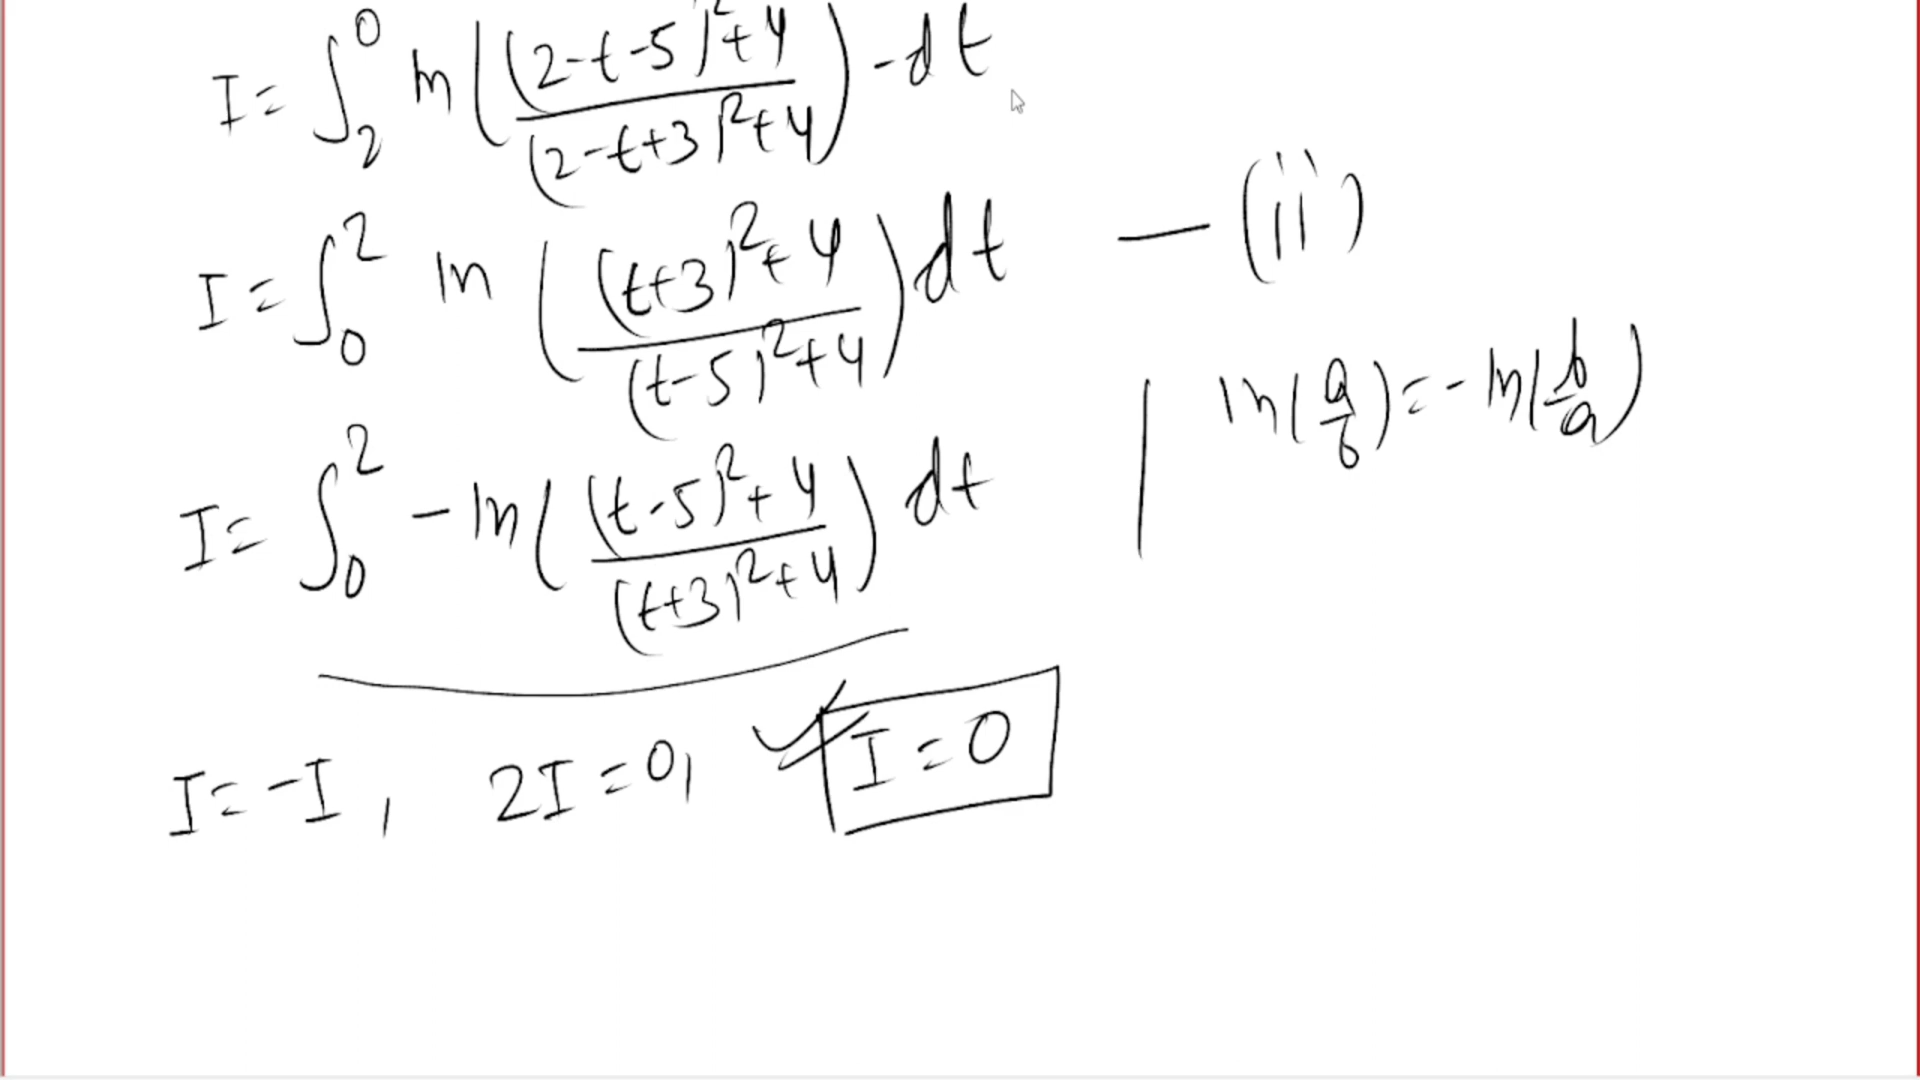 I = ∫₂⁰ ln( ((2-t-5)²+4) / ((2-t+3)²+4) ) -dt
I = ∫₀² ln( ((t+3)²+4) / ((t-5)²+4) ) dt — (ii)
ln(a/b) = - ln(b/a)
I = ∫₀² - ln( ((t-5)²+4) / ((t+3)²+4) ) dt
I = -I, 2I = 0, I = 0